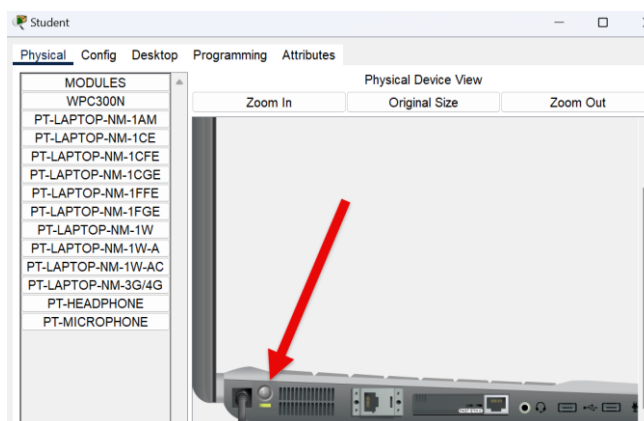 Student
Physical Config Desktop Programming Attributes
MODULES
WPC300N
PT-LAPTOP-NM-1AM
PT-LAPTOP-NM-1CE
PT-LAPTOP-NM-1CFE
PT-LAPTOP-NM-1CGE
PT-LAPTOP-NM-1FFE
PT-LAPTOP-NM-1FGE
PT-LAPTOP-NM-1W
PT-LAPTOP-NM-1W-A
PT-LAPTOP-NM-1W-AC
PT-LAPTOP-NM-3G/4G
PT-HEADPHONE
PT-MICROPHONE
Physical Device View
Zoom In Original Size Zoom Out